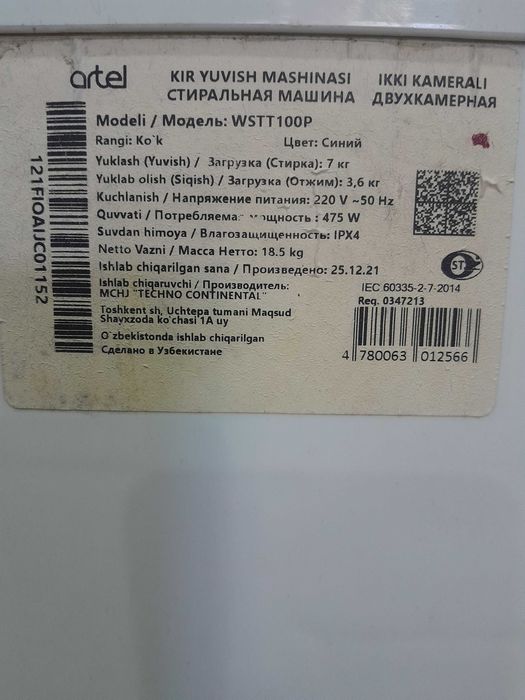 artel
KIR YUVISH MASHINASI
СТИРАЛЬНАЯ МАШИНА
IKKI KAMERALI
ДВУХКАМЕРНАЯ
Modeli / Модель: WSTT100P
Rangi: Ko`k Цвет: Синий
Yuklash (Yuvish) / Загрузка (Стирка): 7 кг
Yuklab olish (Siqish) / Загрузка (Отжим): 3,6 кг
Kuchlanish / Напряжение питания: 220 V ~50 Hz
Quvvati / Потребляемая мощность : 475 W
Suvdan himoya / Влагозащищенность: IPX4
Netto Vazni / Масса Нетто: 18.5 kg
Ishlab chiqarilgan sana / Произведено: 25.12.21
Ishlab chiqaruvchi / Производитель:
MCHJ "TECHNO CONTINENTAL"
Toshkent sh, Uchtepa tumani Maqsud
Shayxzoda ko`chasi 1A uy
O`zbekistonda ishlab chiqarilgan
Сделано в Узбекистане
121FIOAUC01152
ST
IEC 60335-2-7-2014
Reg. 0347213
4 780063 012566